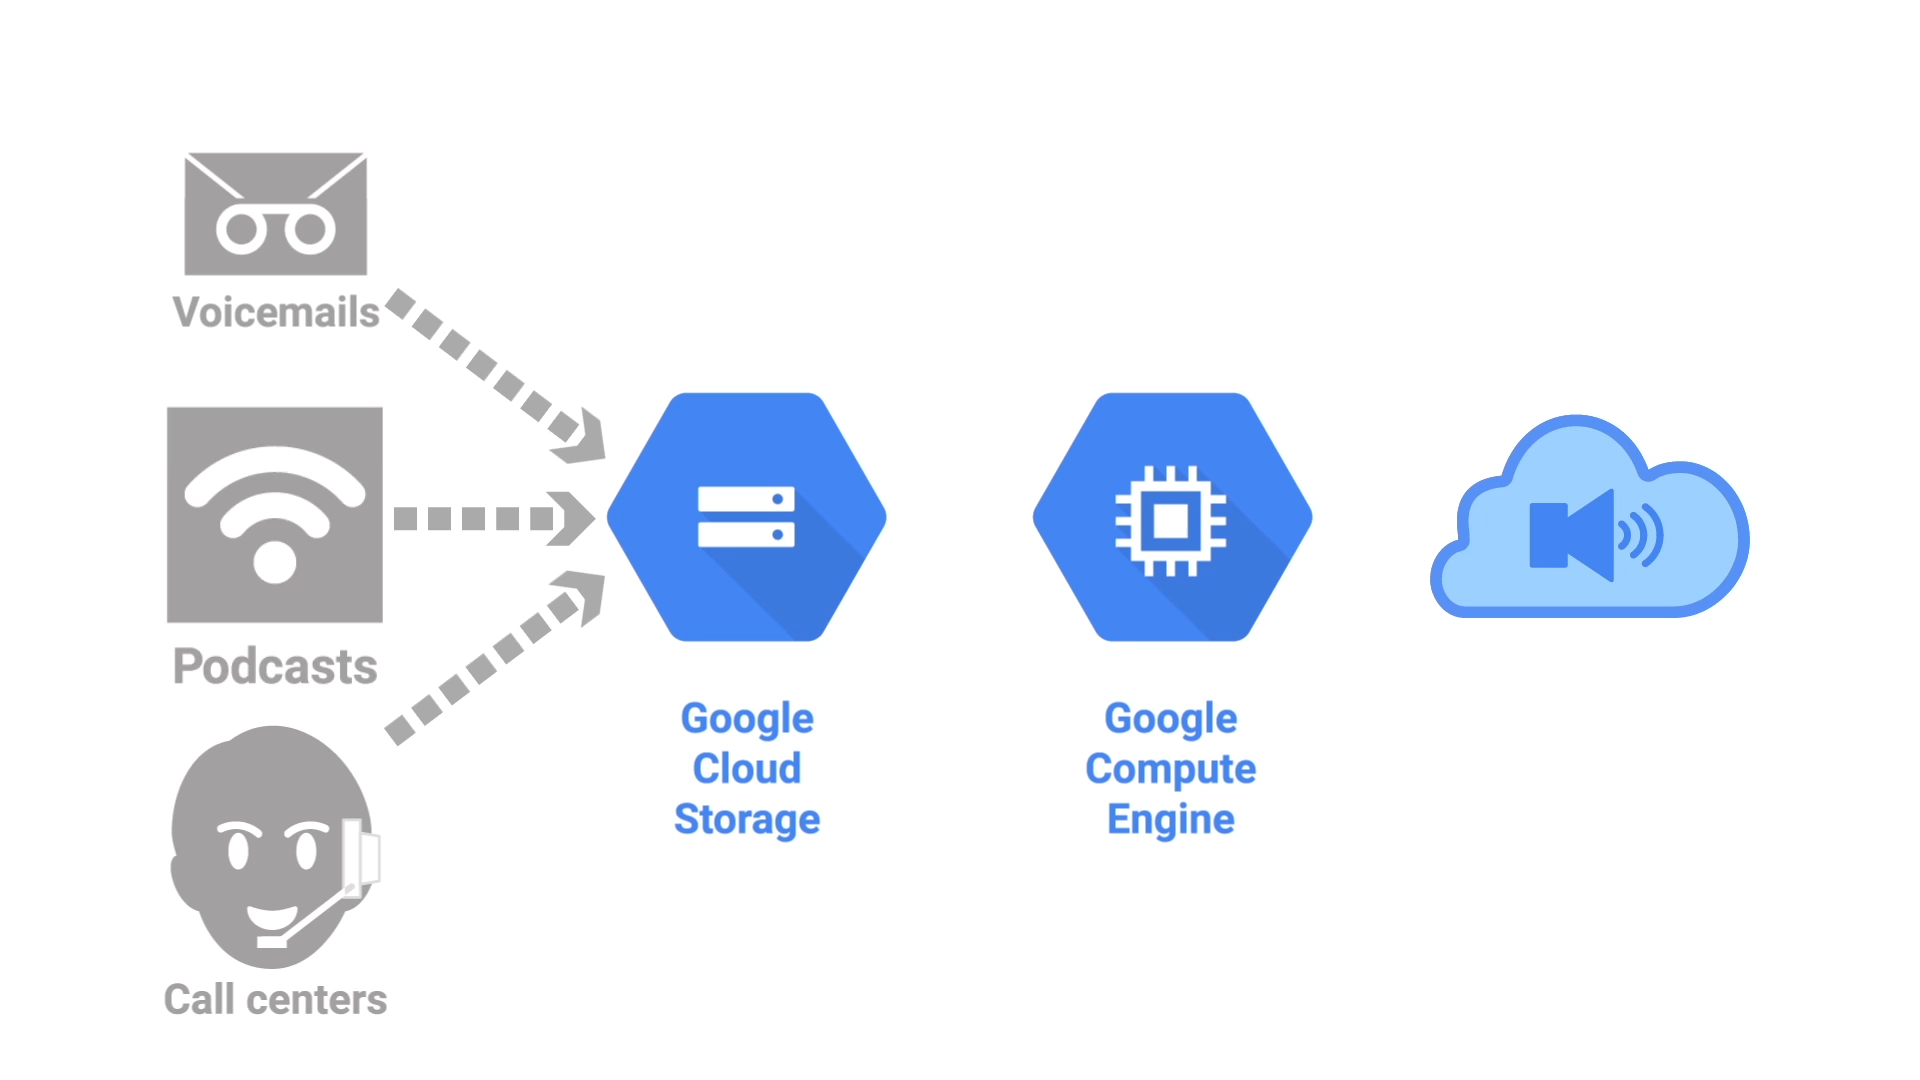 Voicemails
Podcasts
Call centers
Google
Cloud
Storage
Google
Compute
Engine